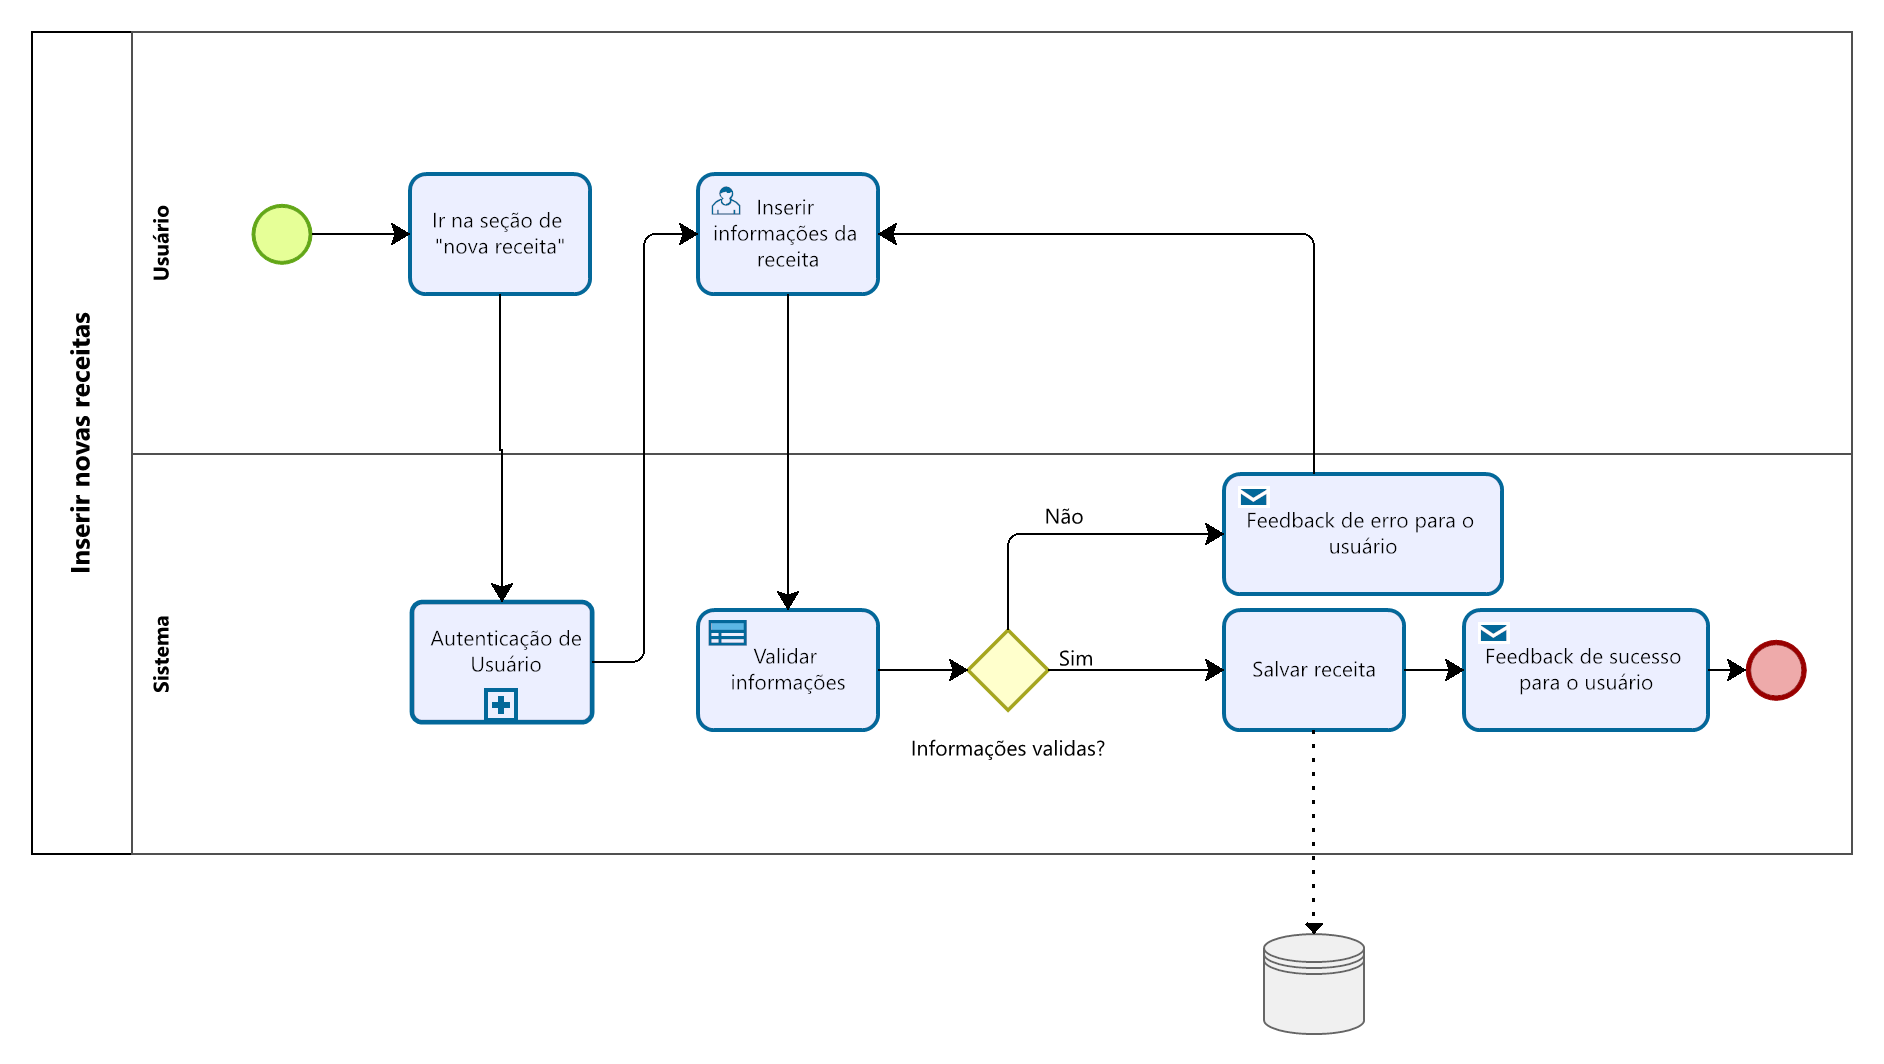 Inserir novas receitas
Usuário
Ir na seção de
"nova receita"
Inserir
informações da
receita
Sistema
Autenticação de
Usuário
Validar
informações
Informações validas?
Não
Sim
Feedback de erro para o
usuário
Salvar receita
Feedback de sucesso
para o usuário